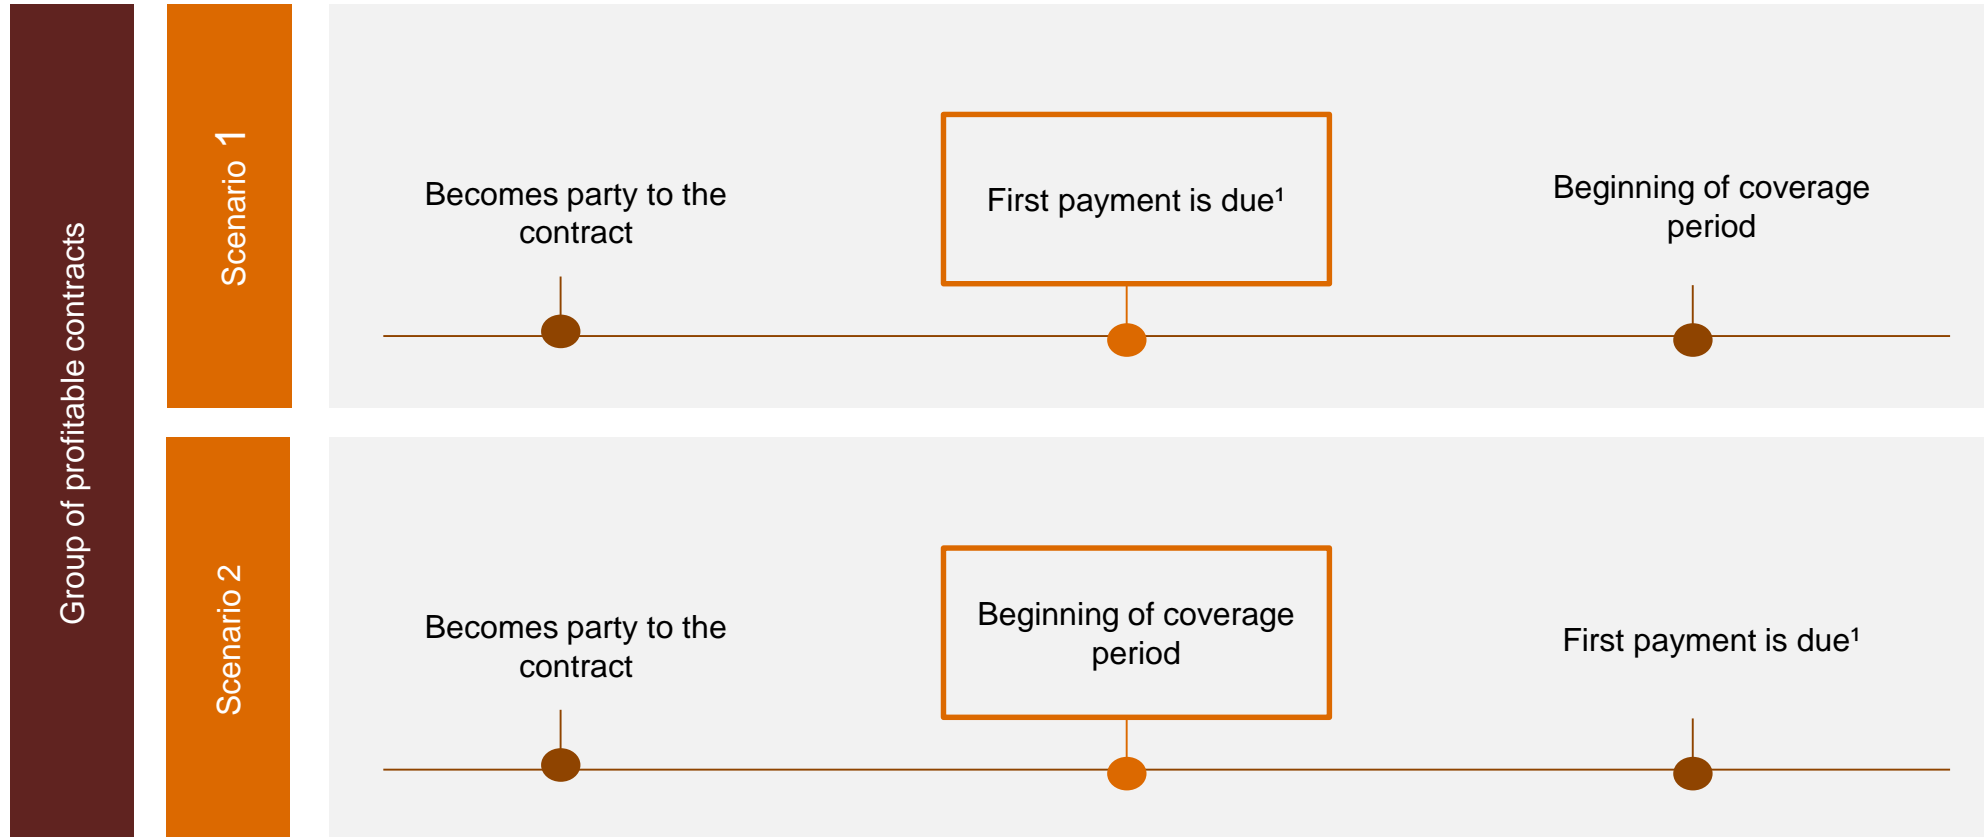 Group of profitable contracts
Scenario 1
Becomes party to the
contract
First payment is due¹
Beginning of coverage
period
Scenario 2
Becomes party to the
contract
Beginning of coverage
period
First payment is due¹